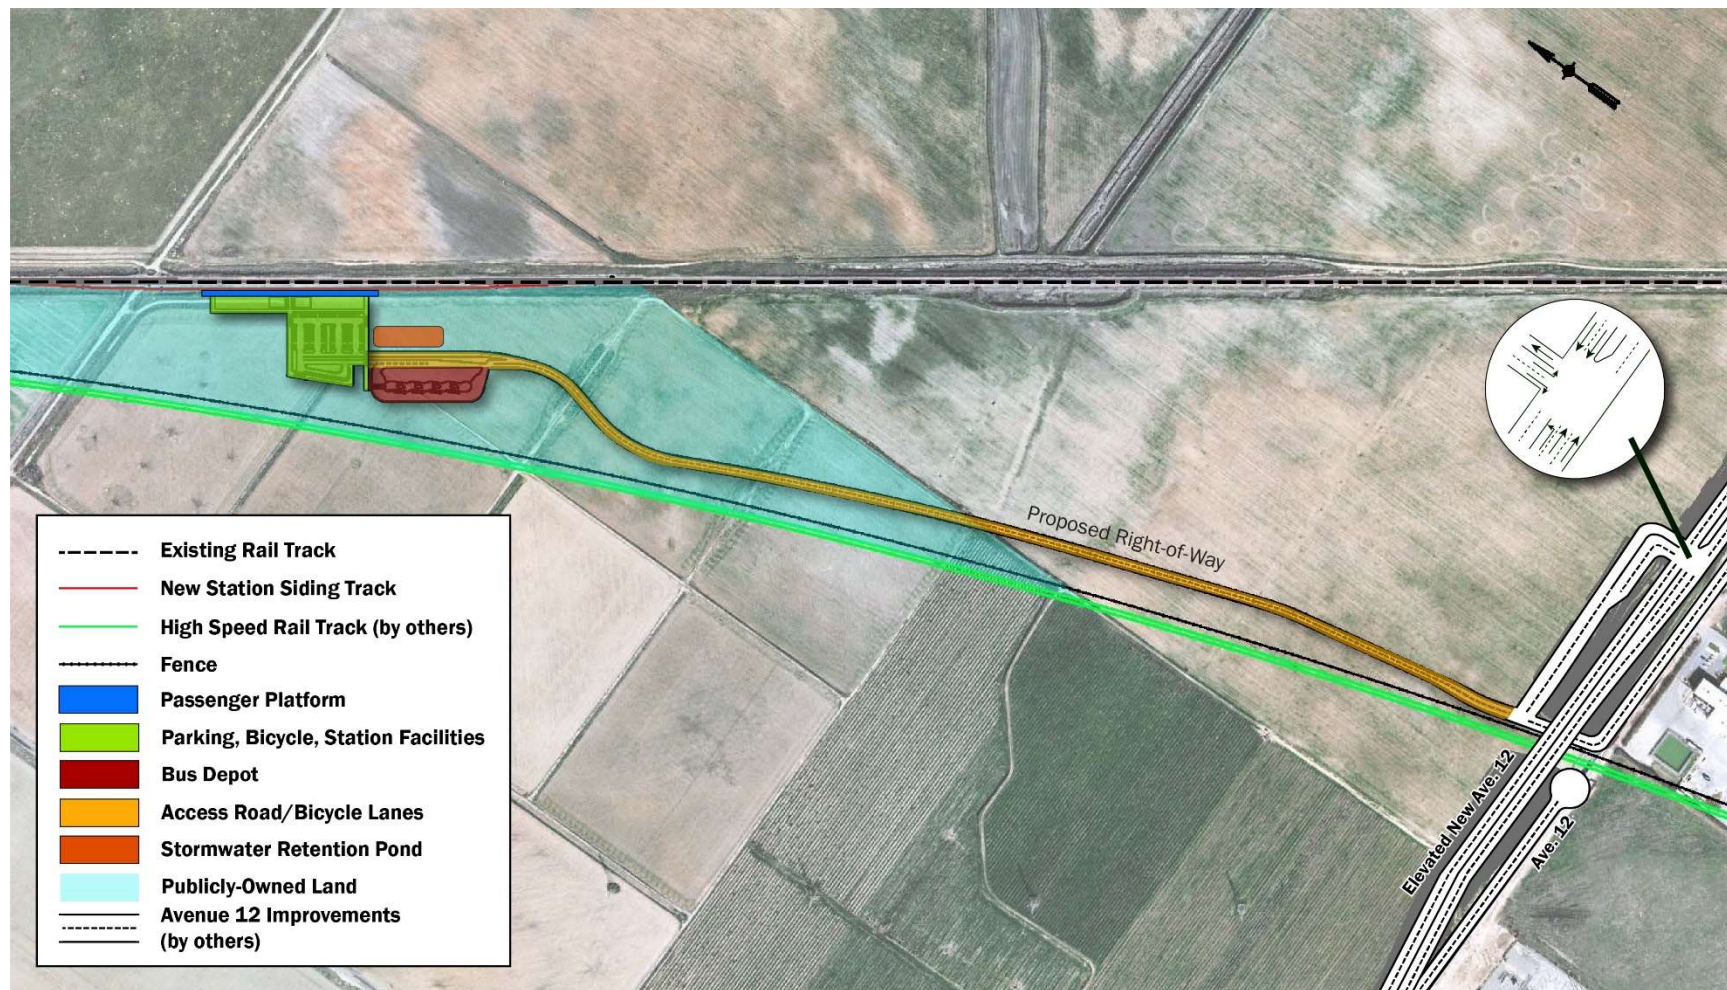 Proposed Right-of-Way
Existing Rail Track
New Station Siding Track
High Speed Rail Track (by others)
Fence
Passenger Platform
Parking, Bicycle, Station Facilities
Bus Depot
Access Road/Bicycle Lanes
Stormwater Retention Pond
Publicly-Owned Land
Avenue 12 Improvements
(by others)
Elevated New Ave. 12
Ave. 12